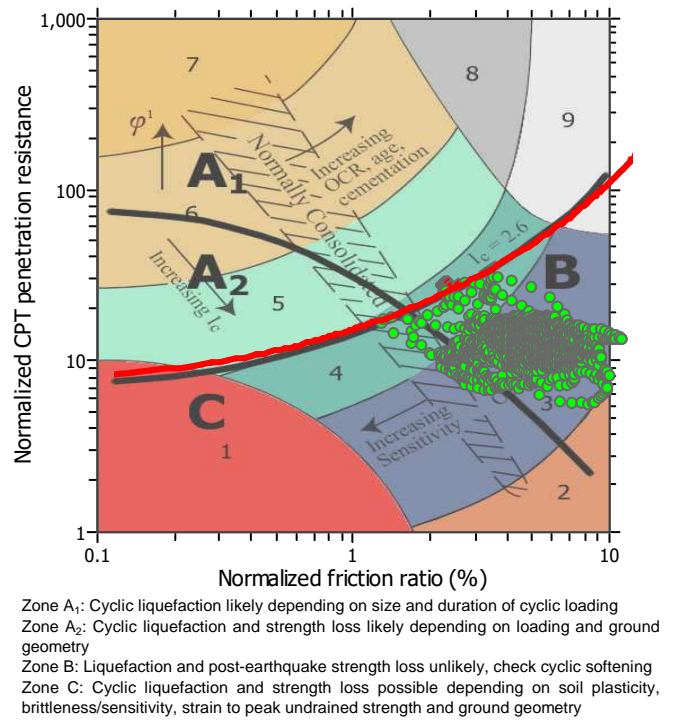 1,000
7
8
9
φ¹
Normally Consolidated
Increasing
OCR, age,
cementation
A₁
100
6
A₂
Increasing Ic
Ic = 2.6
B
5
10
4
C
1
Increasing
Sensitivity
3
2
1
0.1
1
10
Normalized CPT penetration resistance
Normalized friction ratio (%)
Zone A₁: Cyclic liquefaction likely depending on size and duration of cyclic loading
Zone A₂: Cyclic liquefaction and strength loss likely depending on loading and ground
geometry
Zone B: Liquefaction and post-earthquake strength loss unlikely, check cyclic softening
Zone C: Cyclic liquefaction and strength loss possible depending on soil plasticity,
brittleness/sensitivity, strain to peak undrained strength and ground geometry